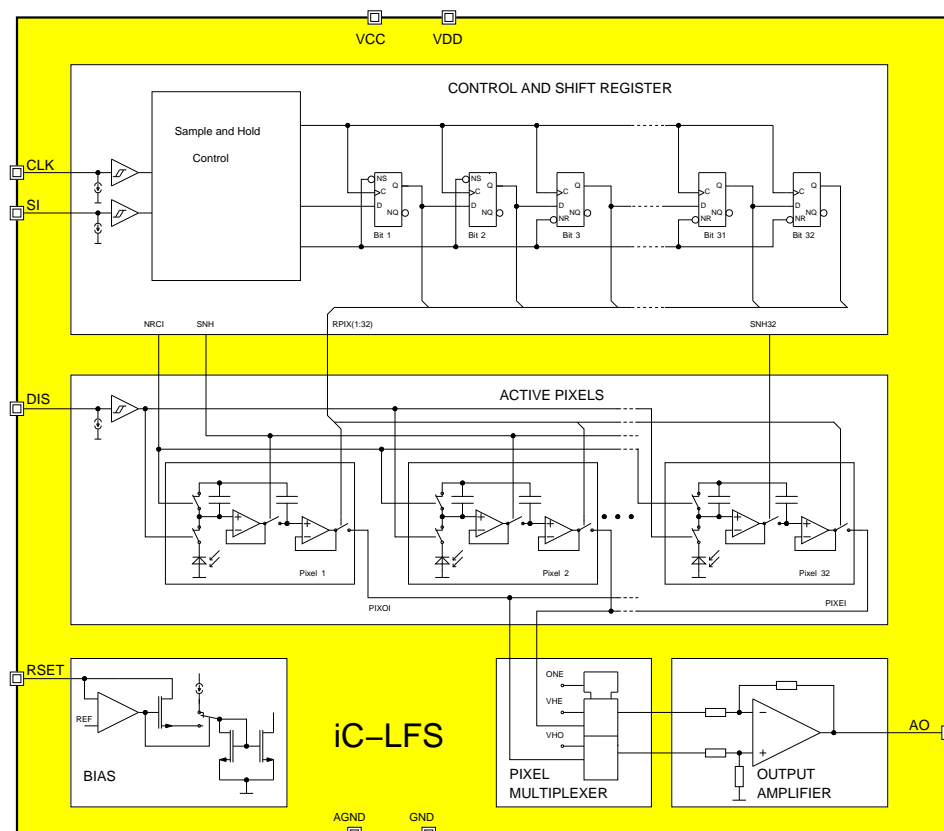 VCC
VDD
CONTROL AND SHIFT REGISTER
Sample and Hold
Control
CLK
SI
NS
Q
C
D
NQ
Bit 1
NS
Q
C
D
NQ
Bit 2
Q
C
D
NQ
NR
Bit 3
Q
C
D
NQ
NR
Bit 31
Q
C
D
NQ
NR
Bit 32
NRCI
SNH
RPIX(1:32)
SNH32
DIS
ACTIVE PIXELS
Pixel 1
Pixel 2
Pixel 32
PIXOI
PIXEI
RSET
REF
BIAS
iC-LFS
ONE
VHE
VHO
PIXEL
MULTIPLEXER
OUTPUT
AMPLIFIER
AO
AGND
GND